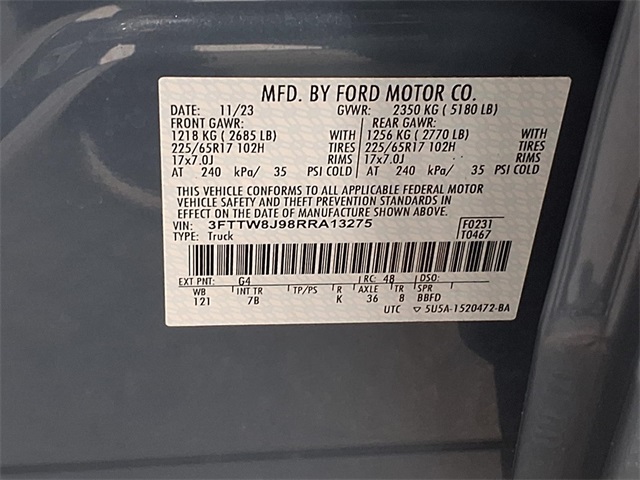 MFD. BY FORD MOTOR CO.
DATE: 11/23 GVWR: 2350 KG ( 5180 LB)
FRONT GAWR: REAR GAWR:
1218 KG ( 2685 LB) WITH 1256 KG ( 2770 LB) WITH
225/65R17 102H TIRES 225/65R17 102H TIRES
17x7.0J RIMS 17x7.0J RIMS
AT 240 kPa/ 35 PSI COLD AT 240 kPa/ 35 PSI COLD
THIS VEHICLE CONFORMS TO ALL APPLICABLE FEDERAL MOTOR
VEHICLE SAFETY AND THEFT PREVENTION STANDARDS IN
EFFECT ON THE DATE OF MANUFACTURE SHOWN ABOVE.
VIN: 3FTTW8J98RRA13275 F0231
TYPE: Truck T0467
EXT PNT: G4 RC: 48 DSO:
WB INT TR TP/PS R AXLE TR SPR
121 7B K 36 8 BBFD
UTC ▽ 5U5A-1520472-BA